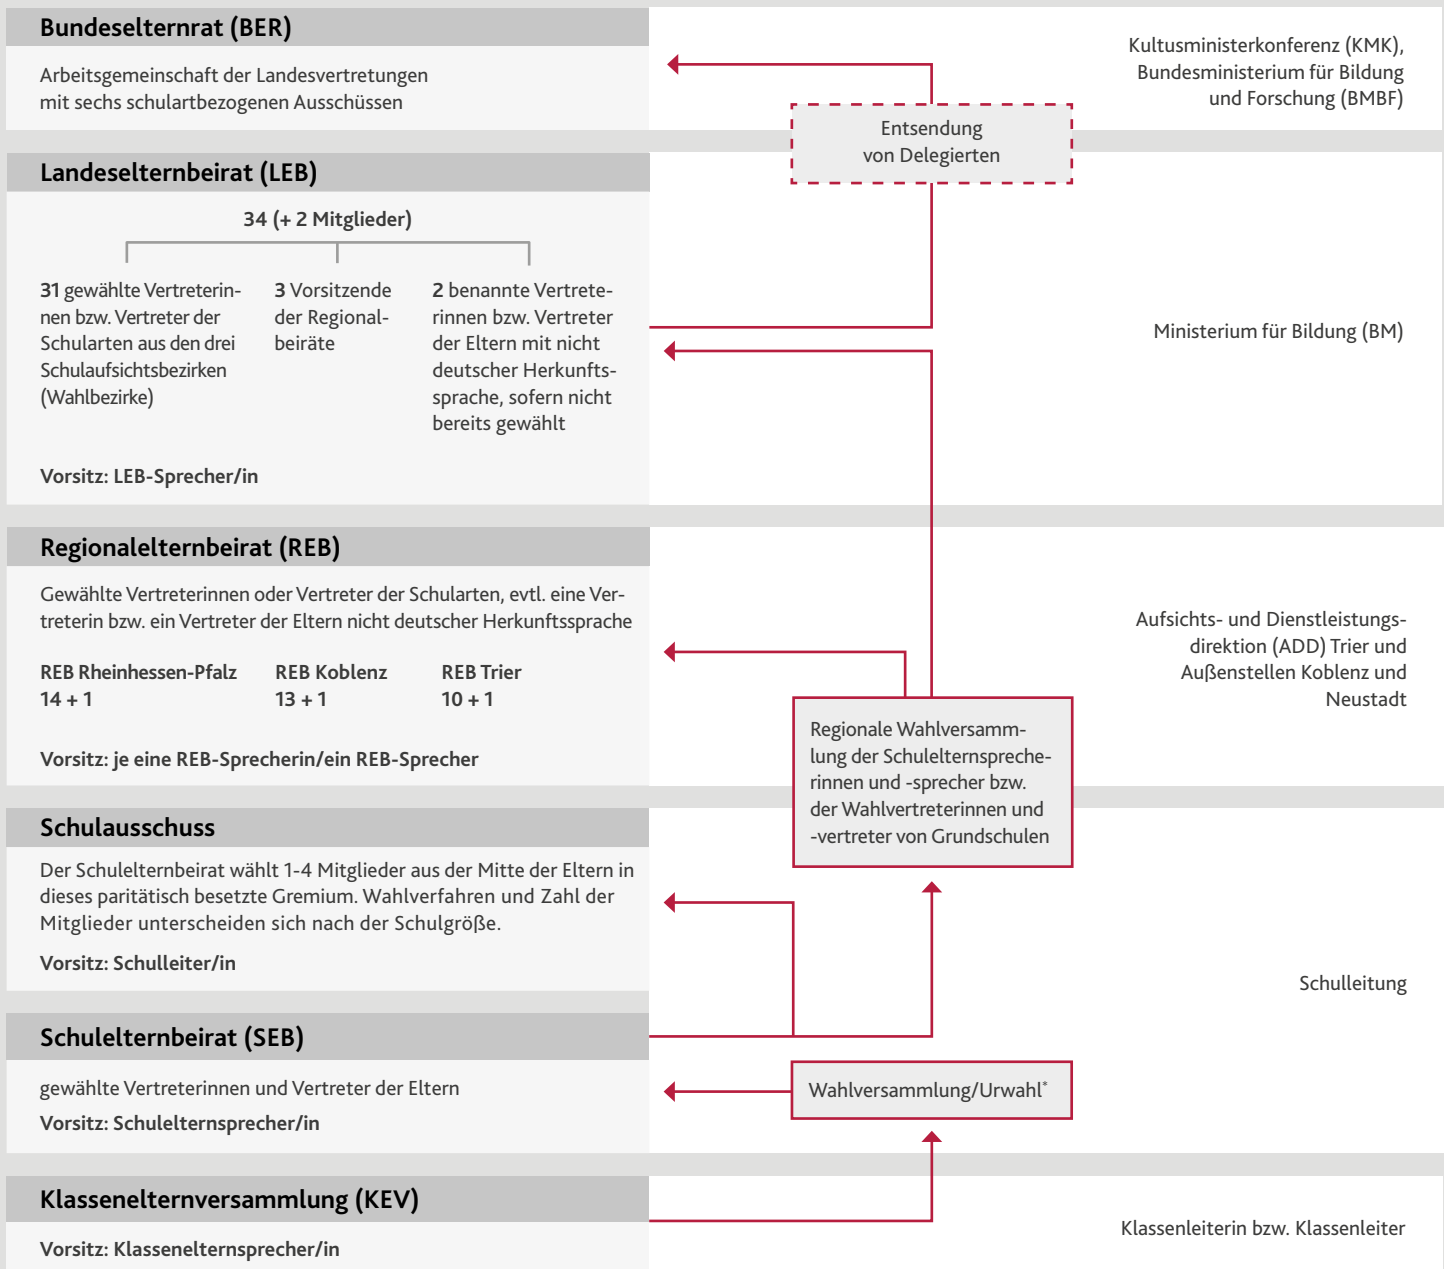 Bundeselternrat (BER)
Arbeitsgemeinschaft der Landesvertretungen
mit sechs schulartbezogenen Ausschüssen
Kultusministerkonferenz (KMK),
Bundesministerium für Bildung
und Forschung (BMBF)
Entsendung
von Delegierten
Landeselternbeirat (LEB)
34 (+ 2 Mitglieder)
31 gewählte Vertreterin-
nen bzw. Vertreter der
Schularten aus den drei
Schulaufsichtsbezirken
(Wahlbezirke)
3 Vorsitzende
der Regional-
beiräte
2 benannte Vertrete-
rinnen bzw. Vertreter
der Eltern mit nicht
deutscher Herkunfts-
sprache, sofern nicht
bereits gewählt
Vorsitz: LEB-Sprecher/in
Ministerium für Bildung (BM)
Regionalelternbeirat (REB)
Gewählte Vertreterinnen oder Vertreter der Schularten, evtl. eine Ver-
treterin bzw. ein Vertreter der Eltern nicht deutscher Herkunftssprache
REB Rheinhessen-Pfalz
14 + 1
REB Koblenz
13 + 1
REB Trier
10 + 1
Vorsitz: je eine REB-Sprecherin/ein REB-Sprecher
Aufsichts- und Dienstleistungs-
direktion (ADD) Trier und
Außenstellen Koblenz und
Neustadt
Regionale Wahlversamm-
lung der Schulelternspreche-
rinnen und -sprecher bzw.
der Wahlvertreterinnen und
-vertreter von Grundschulen
Schulausschuss
Der Schulelternbeirat wählt 1-4 Mitglieder aus der Mitte der Eltern in
dieses paritätisch besetzte Gremium. Wahlverfahren und Zahl der
Mitglieder unterscheiden sich nach der Schulgröße.
Vorsitz: Schulleiter/in
Schulleitung
Schulelternbeirat (SEB)
gewählte Vertreterinnen und Vertreter der Eltern
Vorsitz: Schulelternsprecher/in
Wahlversammlung/Urwahl*
Klassenelternversammlung (KEV)
Vorsitz: Klassenelternsprecher/in
Klassenleiterin bzw. Klassenleiter